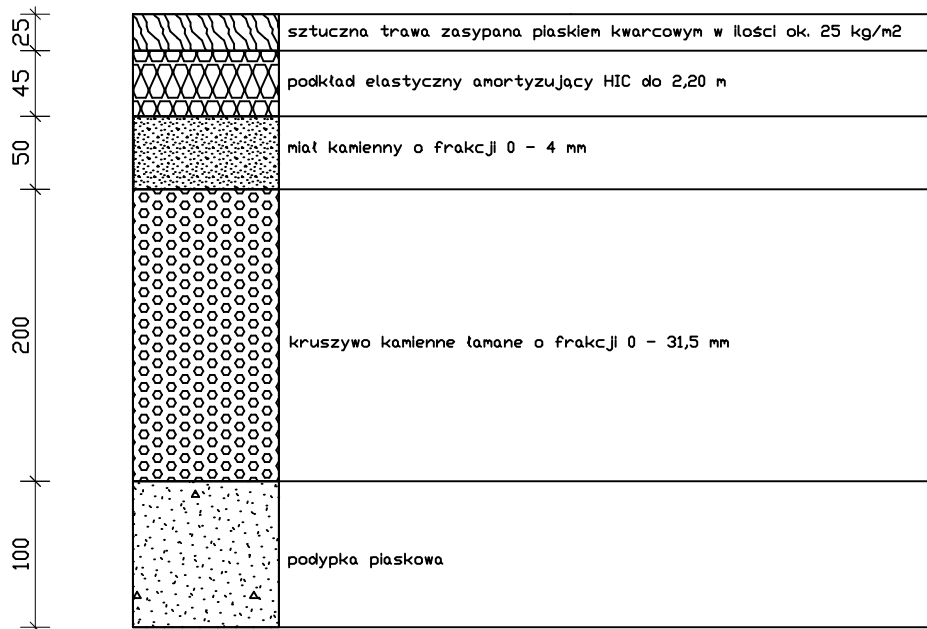 25 sztuczna trawa zasypana piaskiem kwarcowym w ilości ok. 25 kg/m2
45 podkład elastyczny amortyzujący HIC do 2,20 m
50 miał kamienny o frakcji 0 - 4 mm
200 kruszywo kamienne łamane o frakcji 0 - 31,5 mm
100 podypka piaskowa